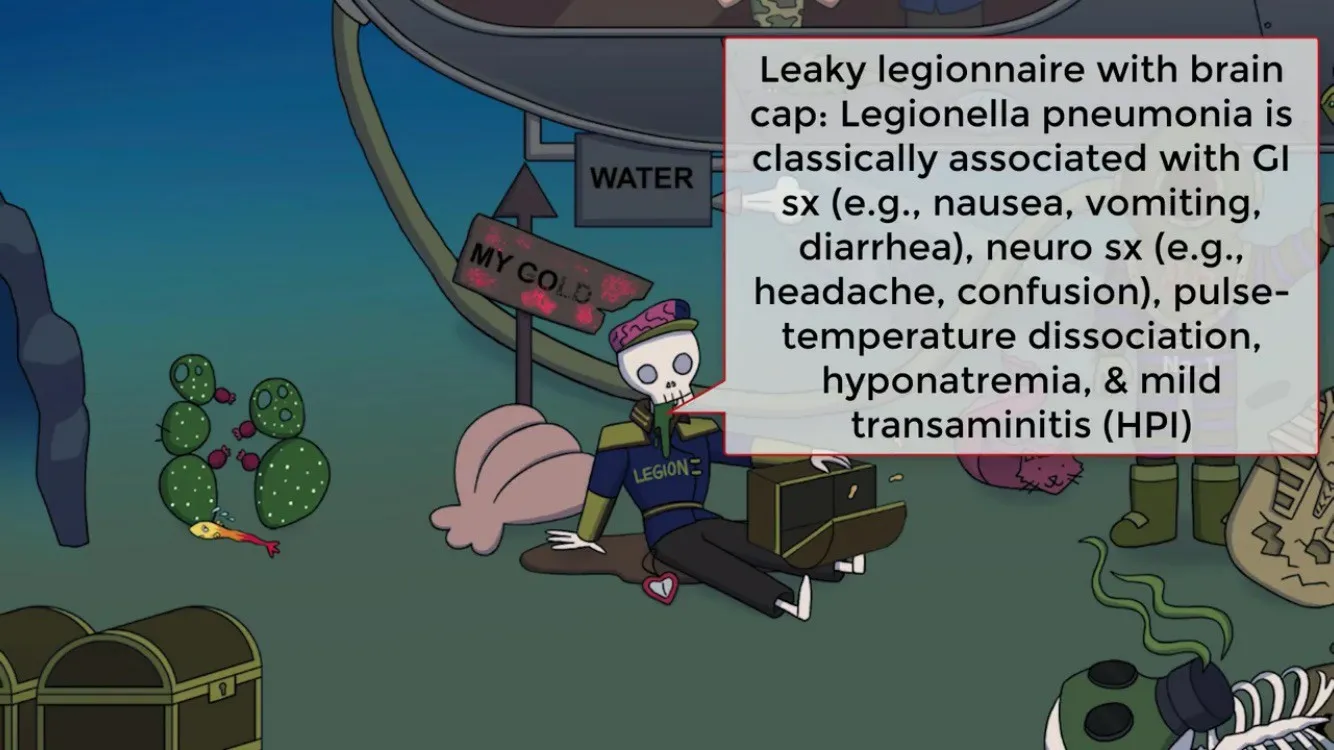 Leaky legionnaire with brain
cap: Legionella pneumonia is
classically associated with GI
sx (e.g., nausea, vomiting,
diarrhea), neuro sx (e.g.,
headache, confusion), pulse-
temperature dissociation,
hyponatremia, & mild
transaminitis (HPI)
WATER
MY COLD
LEGION